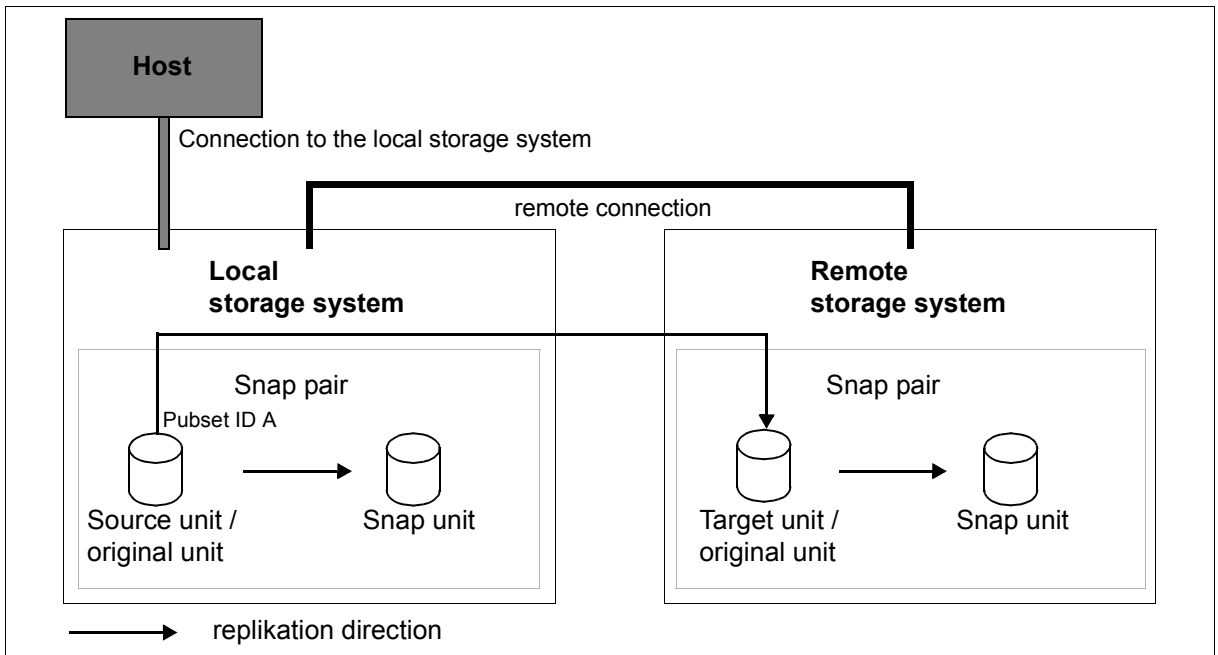 Host
Connection to the local storage system
remote connection
Local
storage system
Remote
storage system
Snap pair
Pubset ID A
Source unit /
original unit
Snap unit
Snap pair
Target unit /
original unit
Snap unit
replikation direction